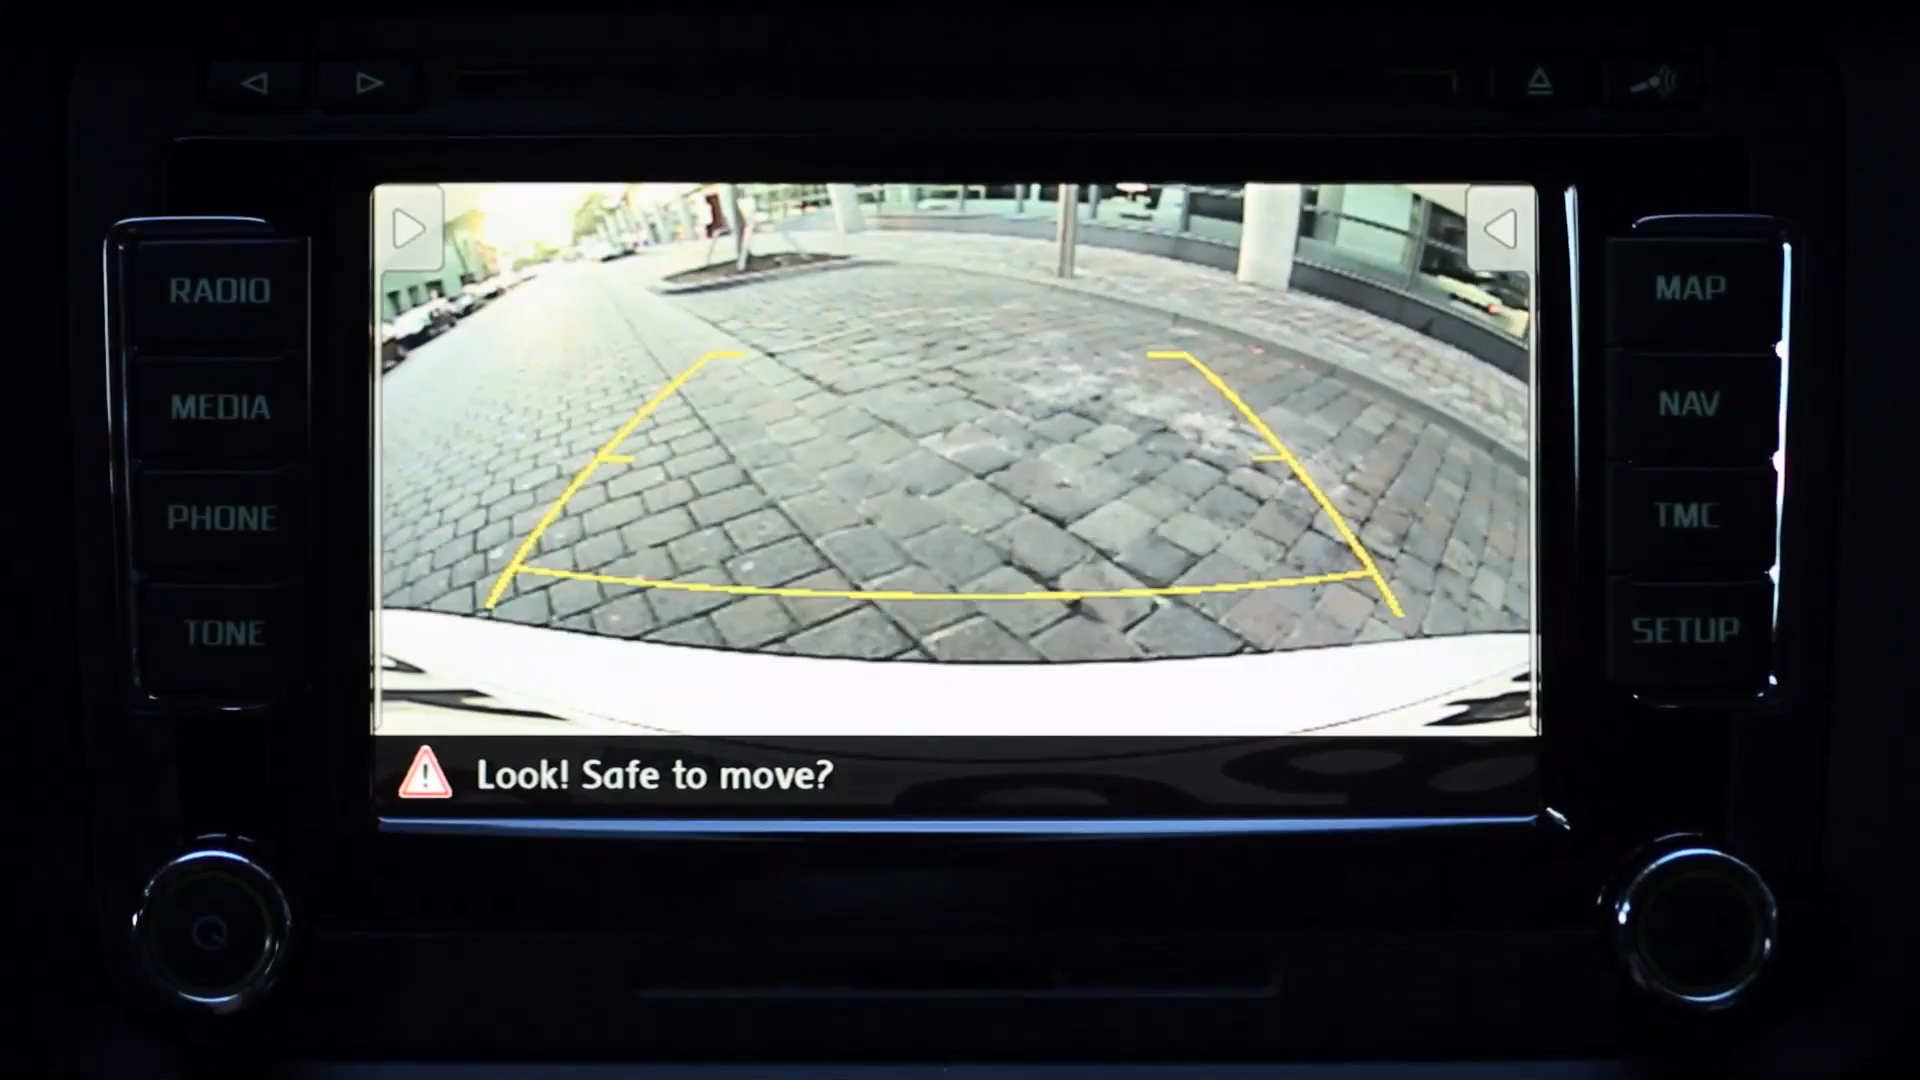 RADIO
MEDIA
PHONE
TONE
MAP
NAV
TMC
SETUP
Look! Safe to move?